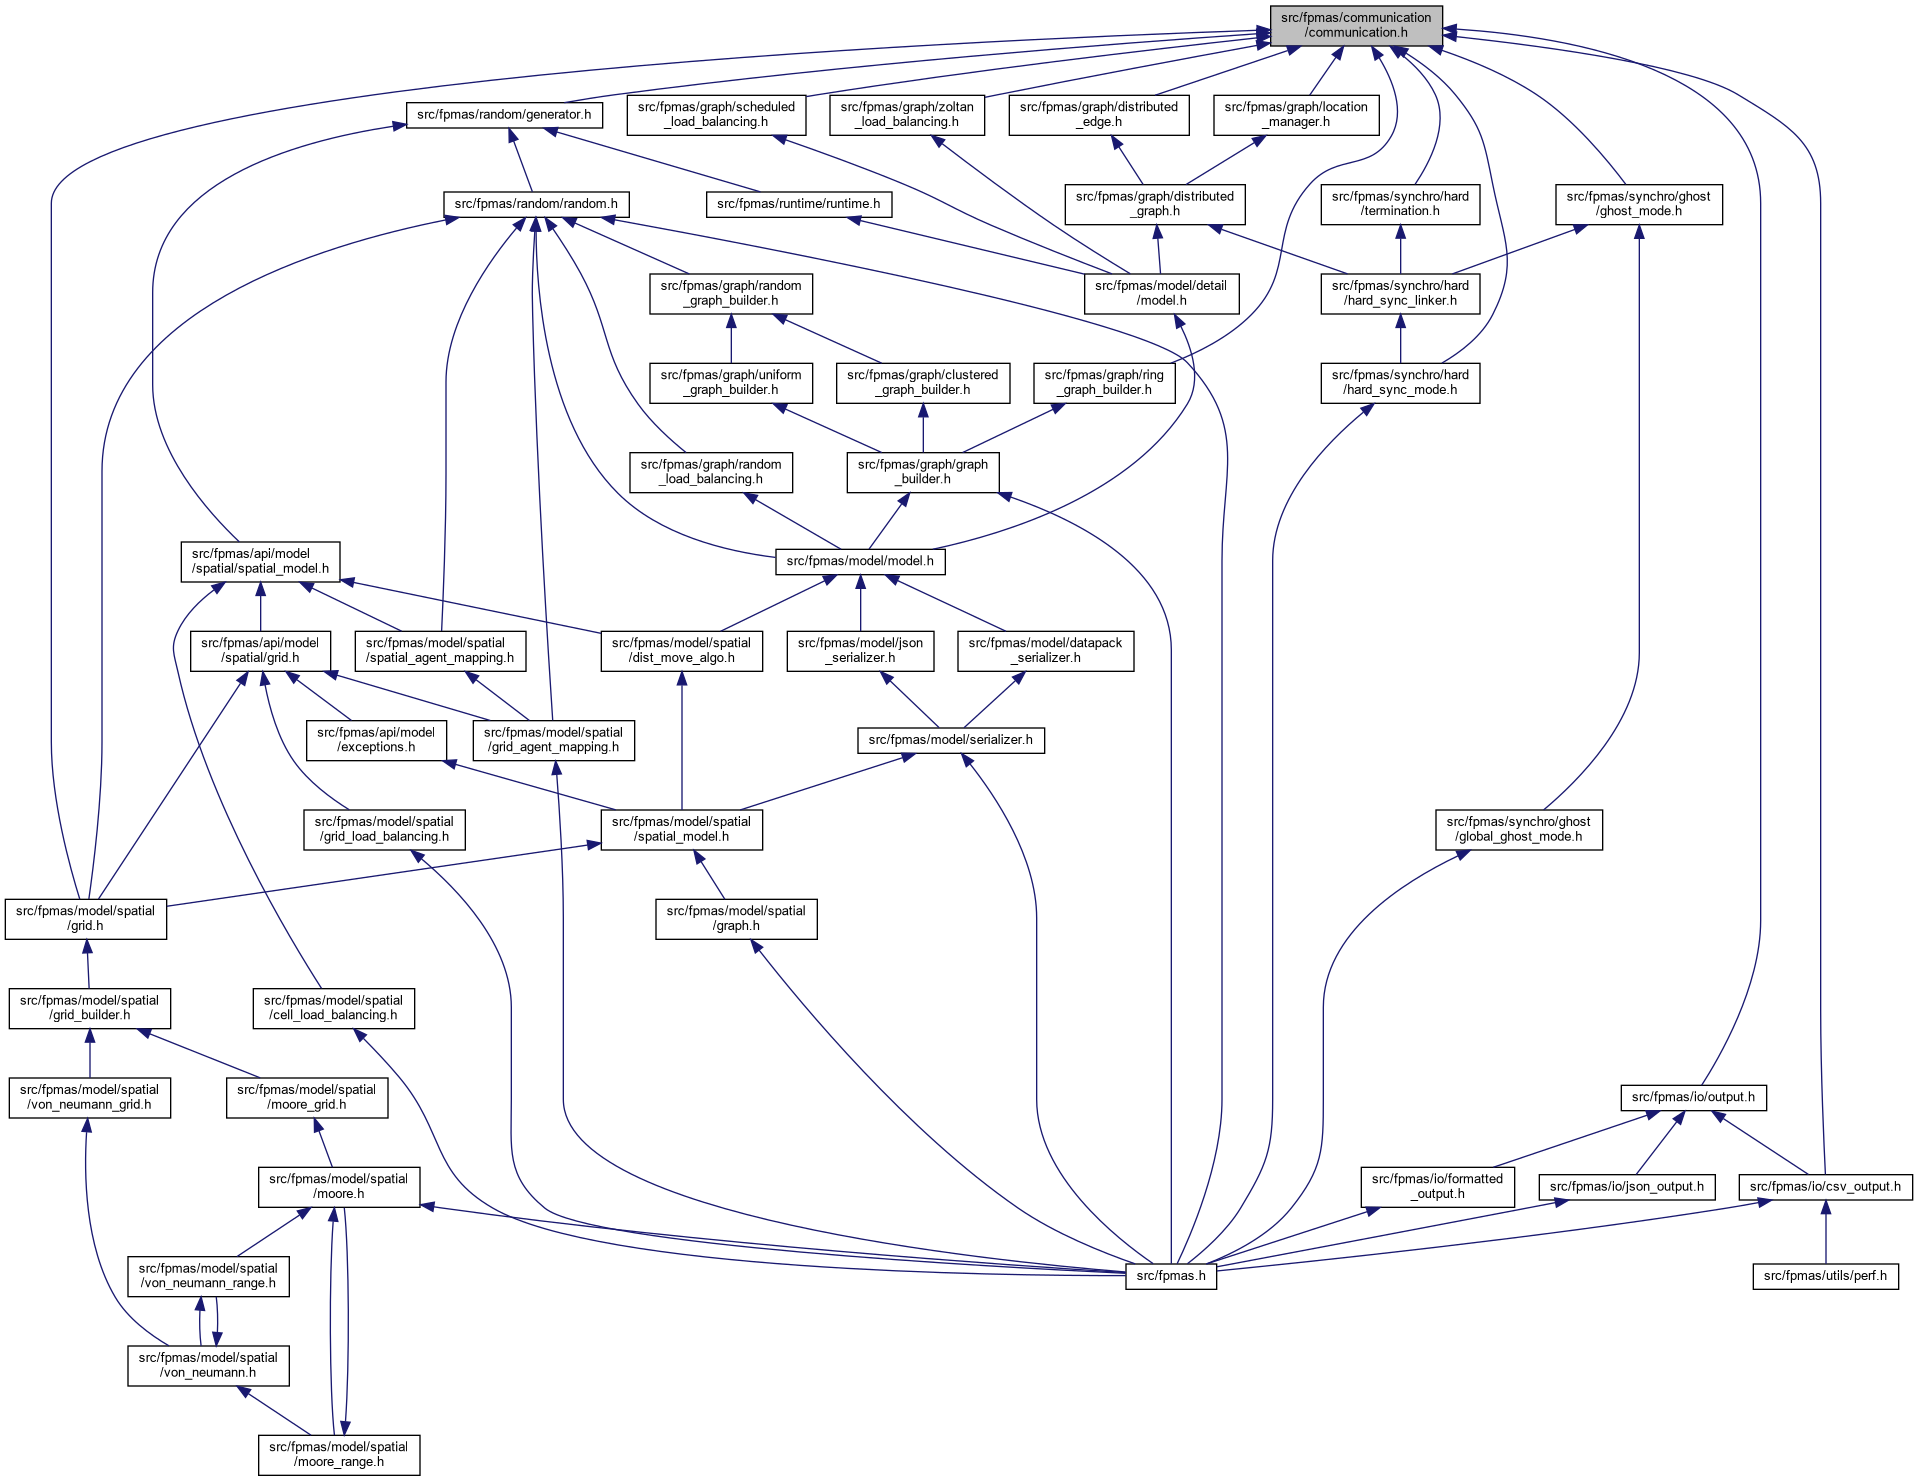 src/fpmas/communication
/communication.h
src/fpmas/random/generator.h
src/fpmas/graph/scheduled
_load_balancing.h
src/fpmas/graph/zoltan
_load_balancing.h
src/fpmas/graph/distributed
_edge.h
src/fpmas/graph/location
_manager.h
src/fpmas/random/random.h
src/fpmas/runtime/runtime.h
src/fpmas/graph/distributed
_graph.h
src/fpmas/synchro/hard
/termination.h
src/fpmas/synchro/ghost
/ghost_mode.h
src/fpmas/graph/random
_graph_builder.h
src/fpmas/model/detail
/model.h
src/fpmas/synchro/hard
/hard_sync_linker.h
src/fpmas/graph/uniform
_graph_builder.h
src/fpmas/graph/clustered
_graph_builder.h
src/fpmas/graph/ring
_graph_builder.h
src/fpmas/synchro/hard
/hard_sync_mode.h
src/fpmas/graph/random
_load_balancing.h
src/fpmas/graph/graph
_builder.h
src/fpmas/api/model
/spatial/spatial_model.h
src/fpmas/model/model.h
src/fpmas/api/model
/spatial/grid.h
src/fpmas/model/spatial
/spatial_agent_mapping.h
src/fpmas/model/spatial
/dist_move_algo.h
src/fpmas/model/json
_serializer.h
src/fpmas/model/datapack
_serializer.h
src/fpmas/api/model
/exceptions.h
src/fpmas/model/spatial
/grid_agent_mapping.h
src/fpmas/model/serializer.h
src/fpmas/model/spatial
/grid_load_balancing.h
src/fpmas/model/spatial
/spatial_model.h
src/fpmas/synchro/ghost
/global_ghost_mode.h
src/fpmas/model/spatial
/grid.h
src/fpmas/model/spatial
/graph.h
src/fpmas/model/spatial
/grid_builder.h
src/fpmas/model/spatial
/cell_load_balancing.h
src/fpmas/model/spatial
/von_neumann_grid.h
src/fpmas/model/spatial
/moore_grid.h
src/fpmas/io/output.h
src/fpmas/model/spatial
/moore.h
src/fpmas/io/formatted
_output.h
src/fpmas/io/json_output.h
src/fpmas/io/csv_output.h
src/fpmas/model/spatial
/von_neumann_range.h
src/fpmas.h
src/fpmas/utils/perf.h
src/fpmas/model/spatial
/von_neumann.h
src/fpmas/model/spatial
/moore_range.h